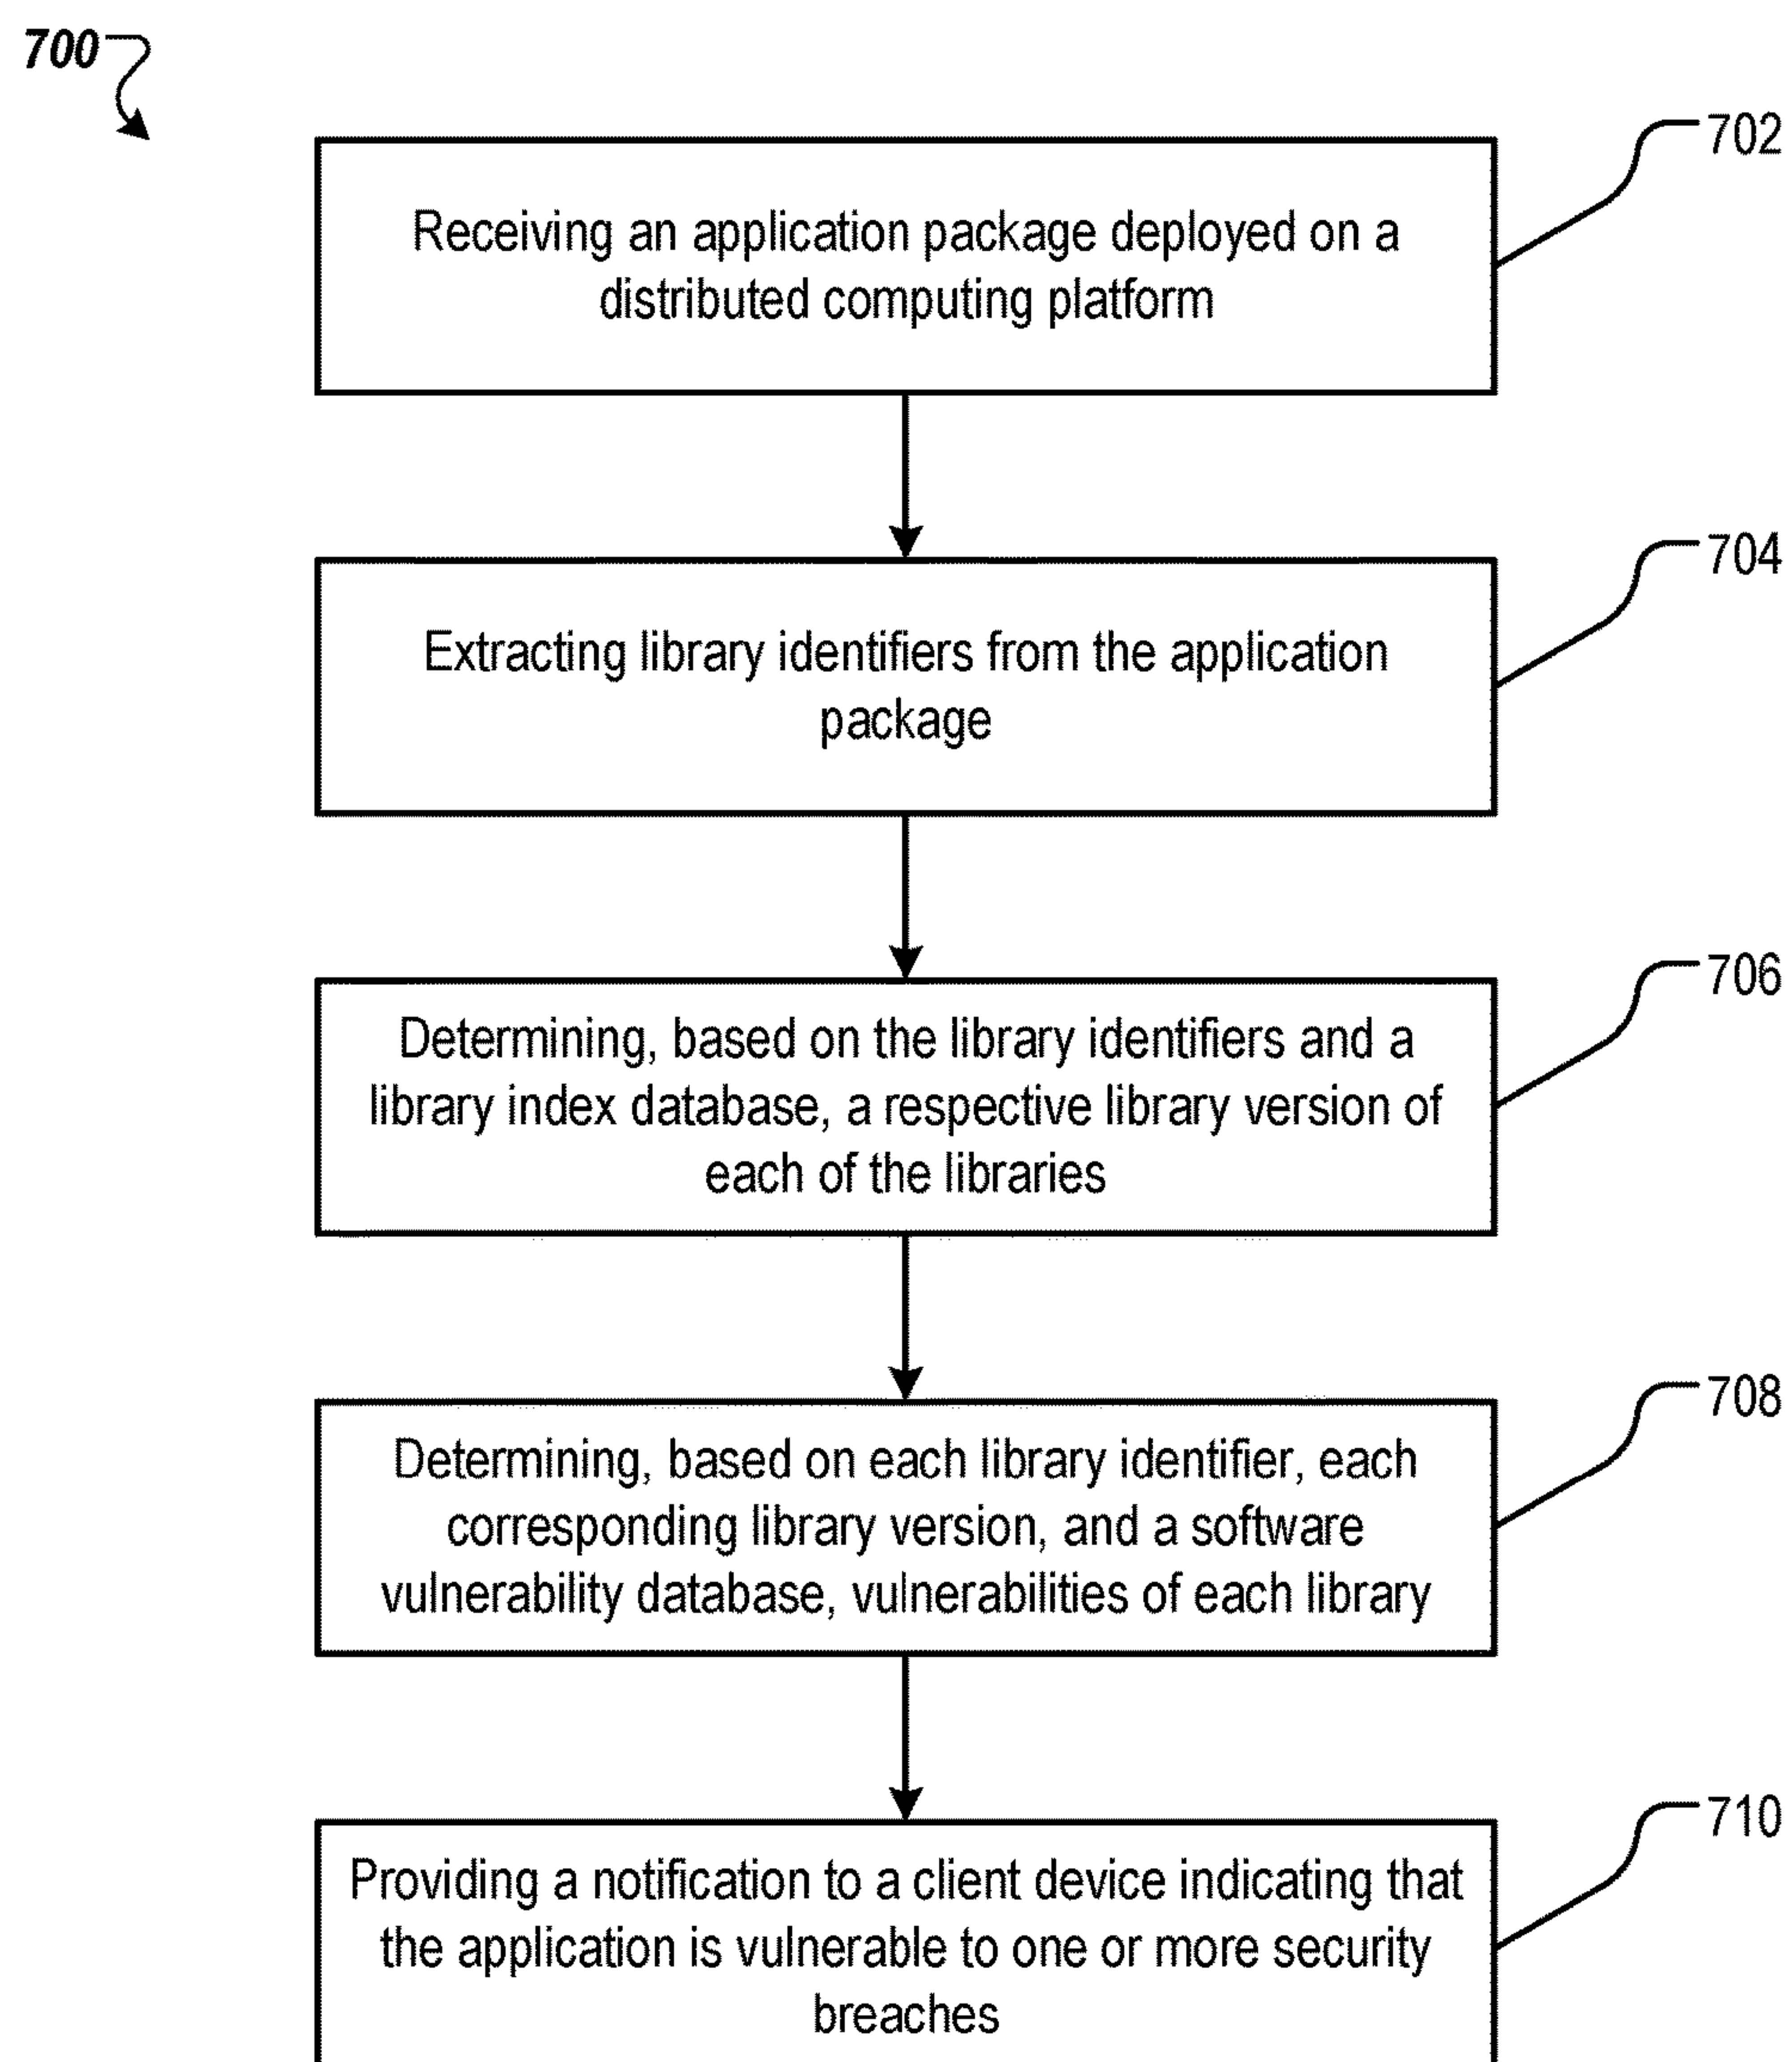 700
702
Receiving an application package deployed on a
distributed computing platform
704
Extracting library identifiers from the application
package
706
Determining, based on the library identifiers and a
library index database, a respective library version of
each of the libraries
708
Determining, based on each library identifier, each
corresponding library version, and a software
vulnerability database, vulnerabilities of each library
710
Providing a notification to a client device indicating that
the application is vulnerable to one or more security
breaches